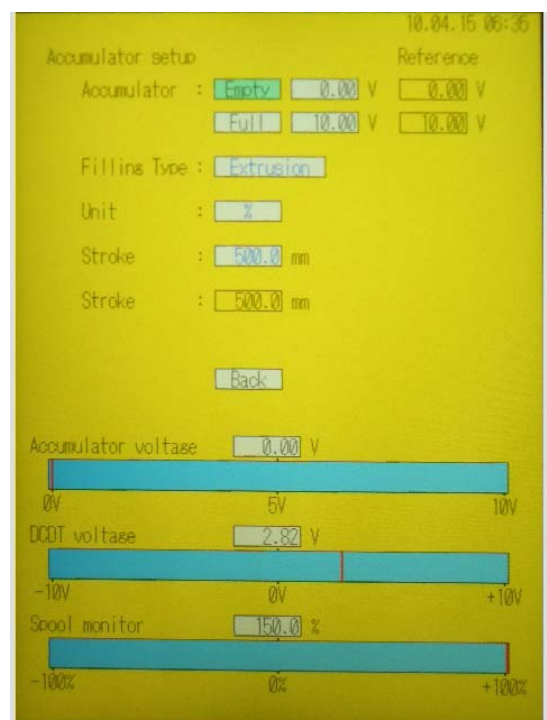 10.04.15 06:35
Accumulator setup Reference
Accumulator : Empty 0.00 V 0.00 V
Full 10.00 V 10.00 V
Filling Type : Extrusion
Unit : %
Stroke : 500.0 mm
Stroke : 500.0 mm
Back
Accumulator voltage 0.00 V
0V 5V 10V
DCDT voltage 2.82 V
-10V 0V +10V
Spool monitor 150.0 %
-100% 0% +100%